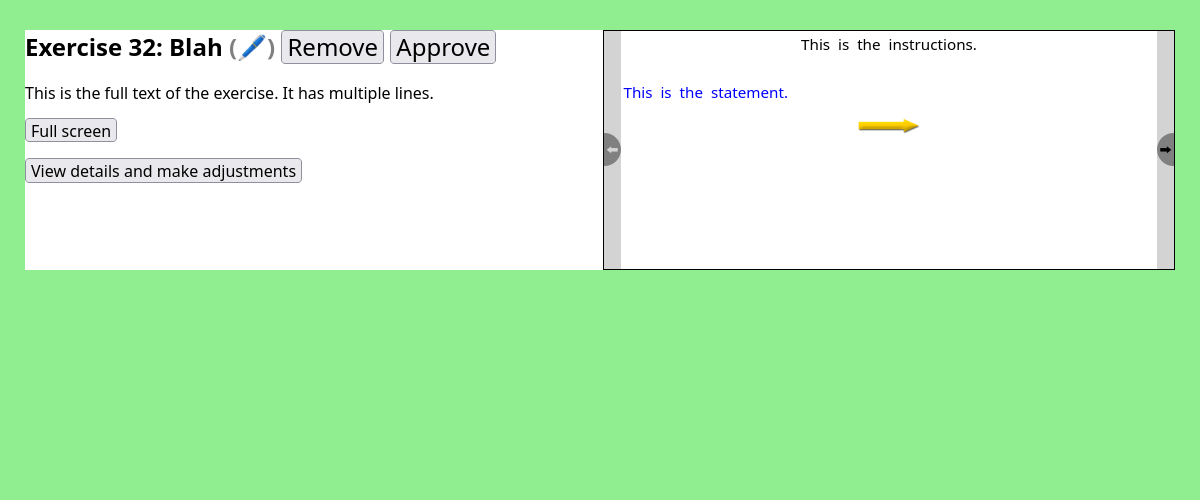 Exercise 32: Blah (🖊️) Remove Approve
This is the full text of the exercise. It has multiple lines.
Full screen
View details and make adjustments
This is the instructions.
This is the statement.